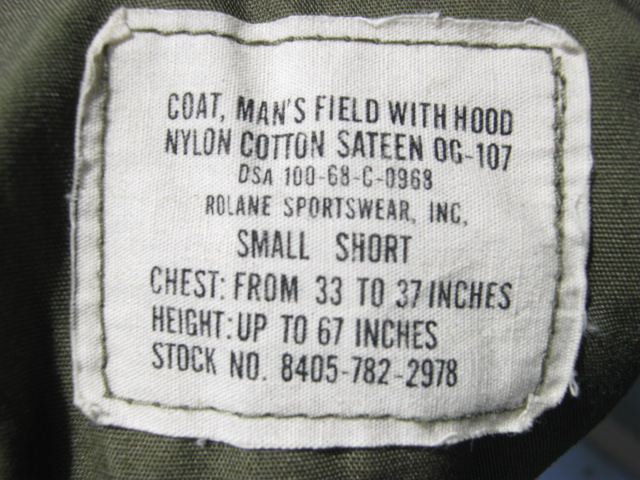 COAT, MAN'S FIELD WITH HOOD
NYLON COTTON SATEEN OG-107
DSA 100-68-C-0968
ROLANE SPORTSWEAR, INC,
SMALL SHORT
CHEST: FROM 33 TO 37 INCHES
HEIGHT: UP TO 67 INCHES
STOCK NO. 8405-782-2978